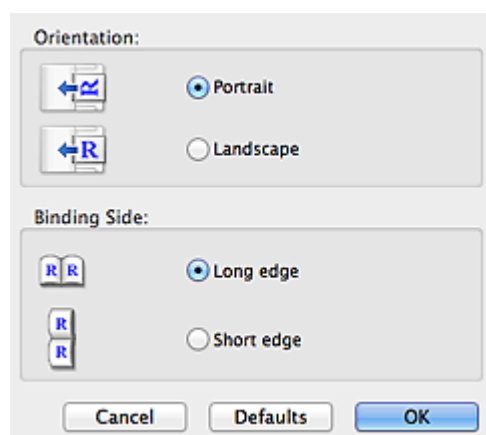 Orientation:
R Portrait
R Landscape
Binding Side:
R R Long edge
R
R Short edge
Cancel Defaults OK